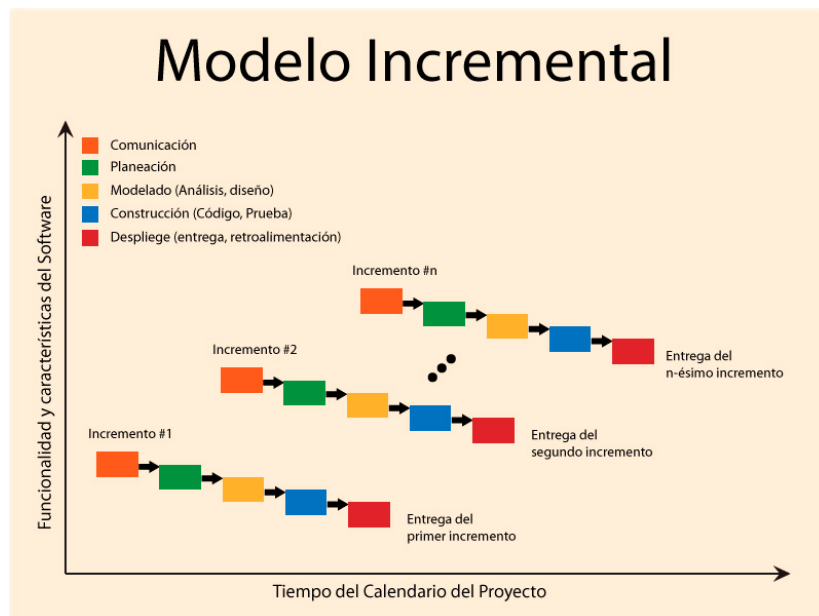 Modelo Incremental
Comunicación
Planeación
Modelado (Análisis, diseño)
Construcción (Código, Prueba)
Despliege (entrega, retroalimentación)
Funcionalidad y características del Software
Incremento #n
Entrega del
n-ésimo incremento
Incremento #2
Entrega del
segundo incremento
Incremento #1
Entrega del
primer incremento
Tiempo del Calendario del Proyecto